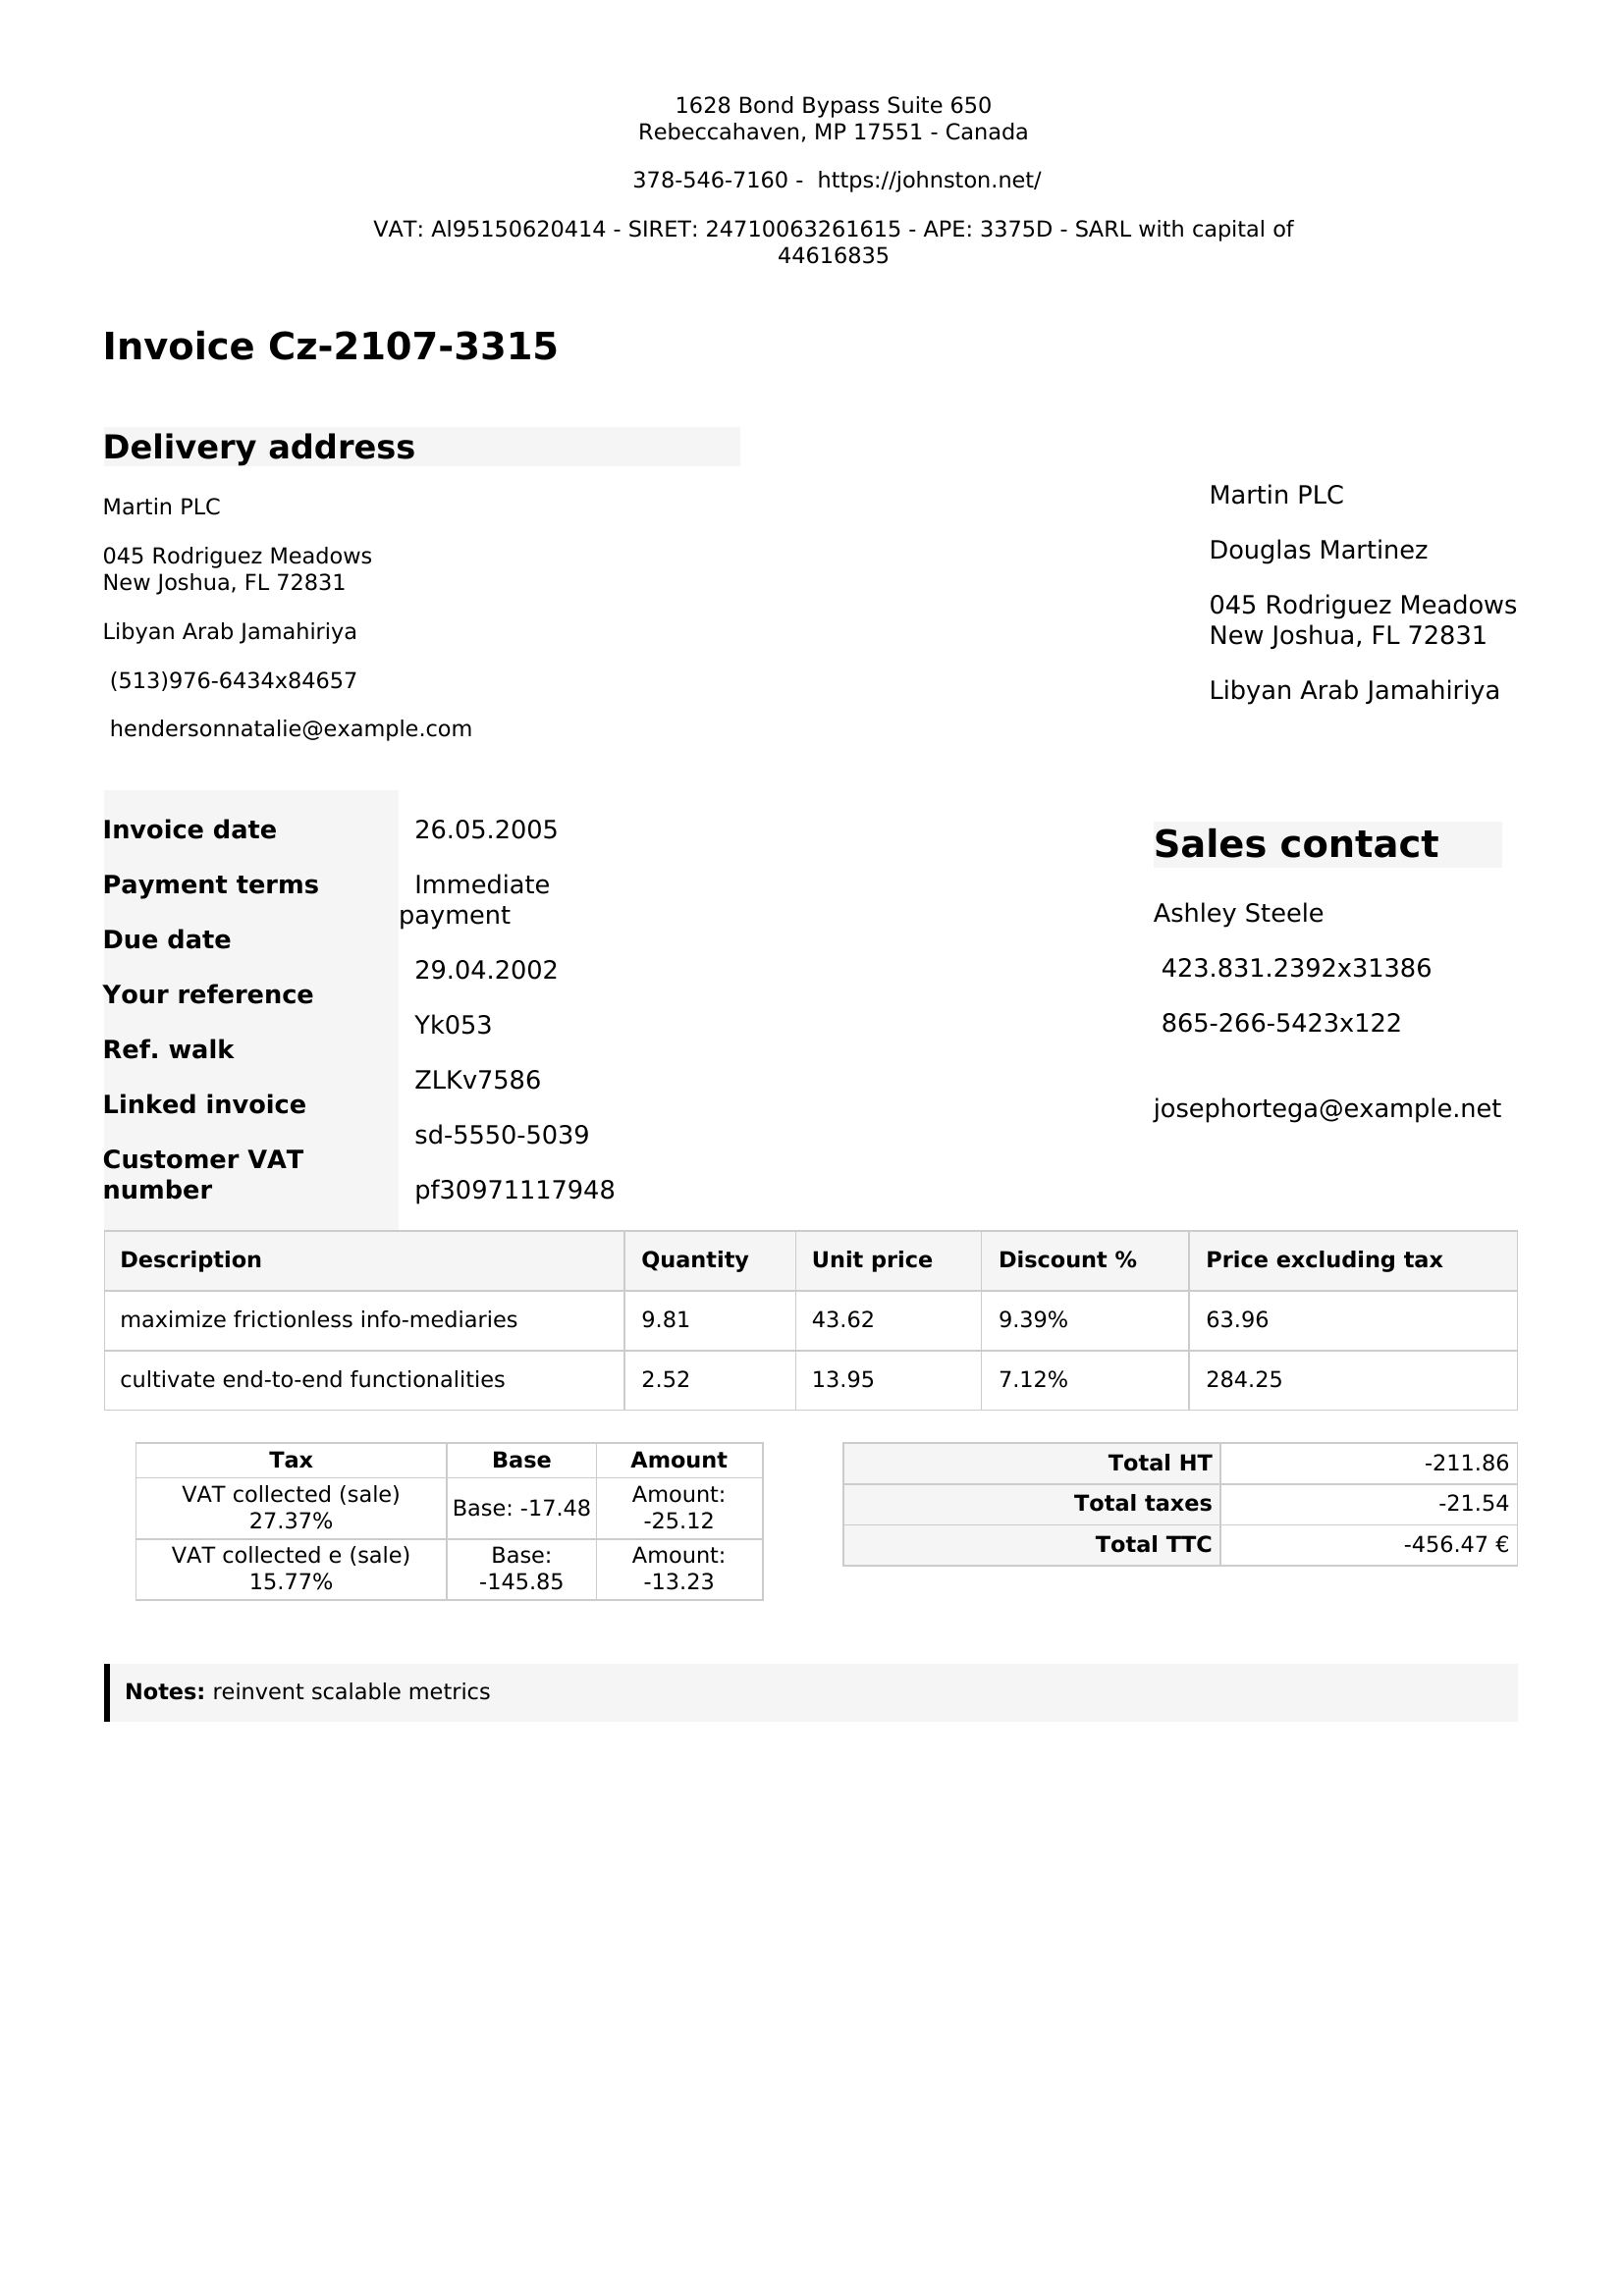 1628 Bond Bypass Suite 650
Rebeccahaven, MP 17551 - Canada
378-546-7160 - https://johnston.net/
VAT: Al95150620414 - SIRET: 24710063261615 - APE: 3375D - SARL with capital of
44616835
Invoice Cz-2107-3315
Delivery address
Martin PLC
045 Rodriguez Meadows
New Joshua, FL 72831
Libyan Arab Jamahiriya
(513)976-6434x84657
hendersonnatalie@example.com
Martin PLC
Douglas Martinez
045 Rodriguez Meadows
New Joshua, FL 72831
Libyan Arab Jamahiriya
Invoice date
Payment terms
Due date
Your reference
Ref. walk
Linked invoice
Customer VAT
number
26.05.2005
Immediate
payment
29.04.2002
Yk053
ZLKv7586
sd-5550-5039
pf30971117948
Sales contact
Ashley Steele
423.831.2392x31386
865-266-5423x122
josephortega@example.net
Description Quantity Unit price Discount % Price excluding tax
maximize frictionless info-mediaries 9.81 43.62 9.39% 63.96
cultivate end-to-end functionalities 2.52 13.95 7.12% 284.25
Tax Base Amount
VAT collected (sale)
27.37%
Base: -17.48
Amount:
-25.12
VAT collected e (sale)
15.77%
Base:
-145.85
Amount:
-13.23
Total HT -211.86
Total taxes -21.54
Total TTC -456.47 €
Notes: reinvent scalable metrics